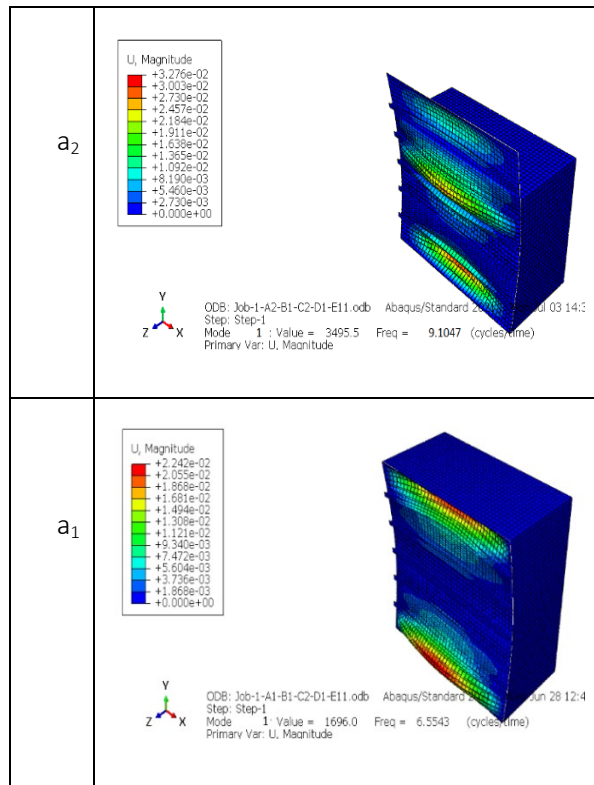 a2
U, Magnitude
+3.276e-02
+3.003e-02
+2.730e-02
+2.457e-02
+2.184e-02
+1.911e-02
+1.638e-02
+1.365e-02
+1.092e-02
+8.190e-03
+5.460e-03
+2.730e-03
+0.000e+00
Y
Z X
ODB: Job-1-A2-B1-C2-D1-E11.odb Abaqus/Standard 03 14:3
Step: Step-1
Mode 1 : Value = 3495.5 Freq = 9.1047 (cycles/time)
Primary Var: U, Magnitude
a1
U, Magnitude
+2.242e-02
+2.055e-02
+1.868e-02
+1.681e-02
+1.494e-02
+1.308e-02
+1.121e-02
+9.340e-03
+7.472e-03
+5.604e-03
+3.736e-03
+1.868e-03
+0.000e+00
Y
Z X
ODB: Job-1-A1-B1-C2-D1-E11.odb Abaqus/Standard 28 12:4
Step: Step-1
Mode 1: Value = 1696.0 Freq = 6.5543 (cycles/time)
Primary Var: U, Magnitude